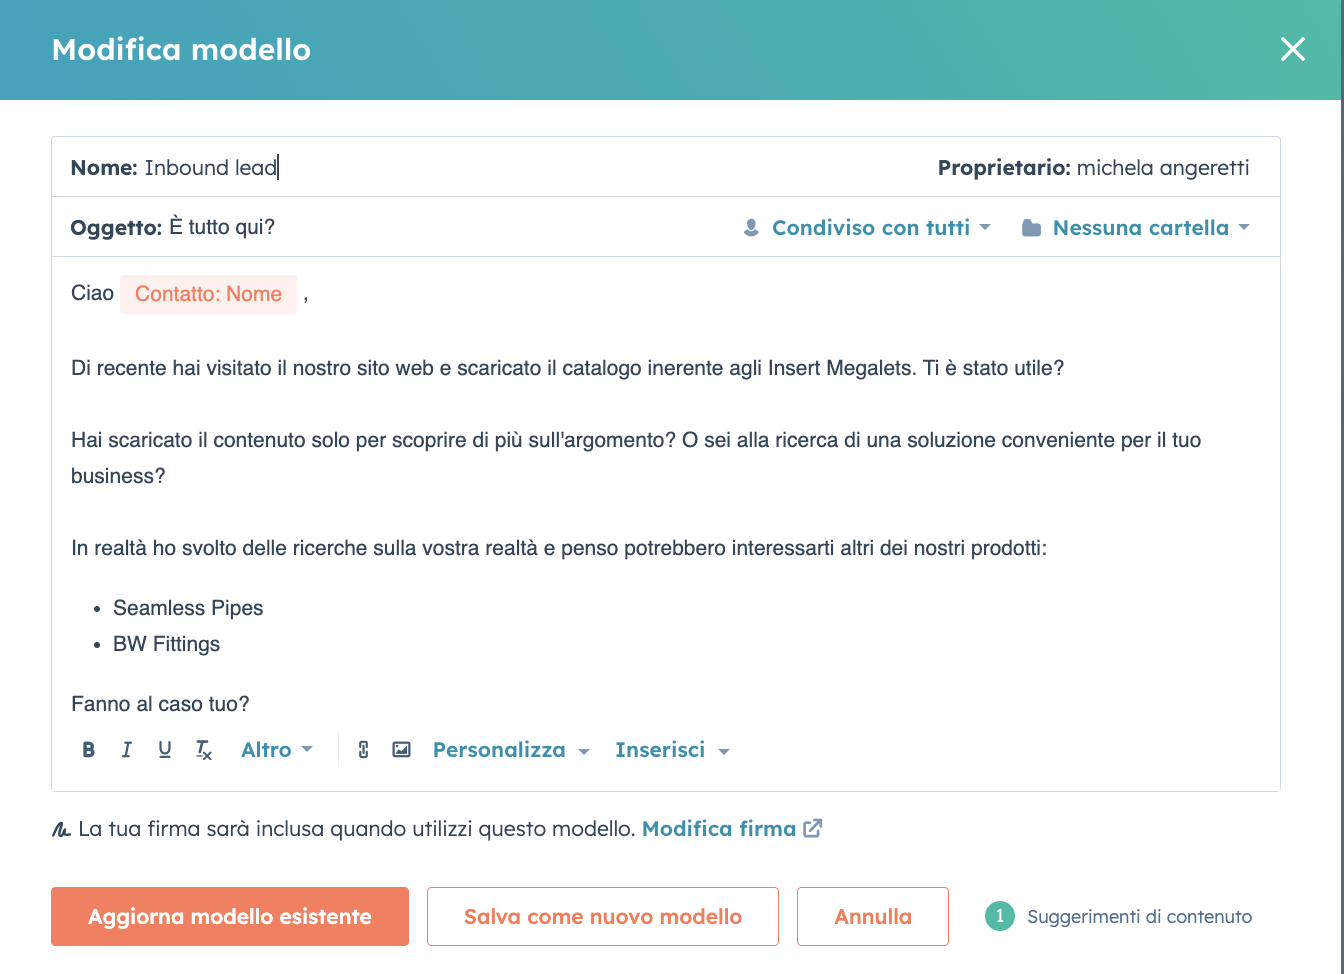 Modifica modello
Nome: Inbound lead Proprietario: michela angeretti
Oggetto: È tutto qui? Condiviso con tutti Nessuna cartella
Ciao Contatto: Nome ,
Di recente hai visitato il nostro sito web e scaricato il catalogo inerente agli Insert Megalets. Ti è stato utile?
Hai scaricato il contenuto solo per scoprire di più sull'argomento? O sei alla ricerca di una soluzione conveniente per il tuo
business?
In realtà ho svolto delle ricerche sulla vostra realtà e penso potrebbero interessarti altri dei nostri prodotti:
• Seamless Pipes
• BW Fittings
Fanno al caso tuo?
B I U Tx Altro Personalizza Inserisci
La tua firma sarà inclusa quando utilizzi questo modello. Modifica firma
Aggiorna modello esistente Salva come nuovo modello Annulla 1 Suggerimenti di contenuto